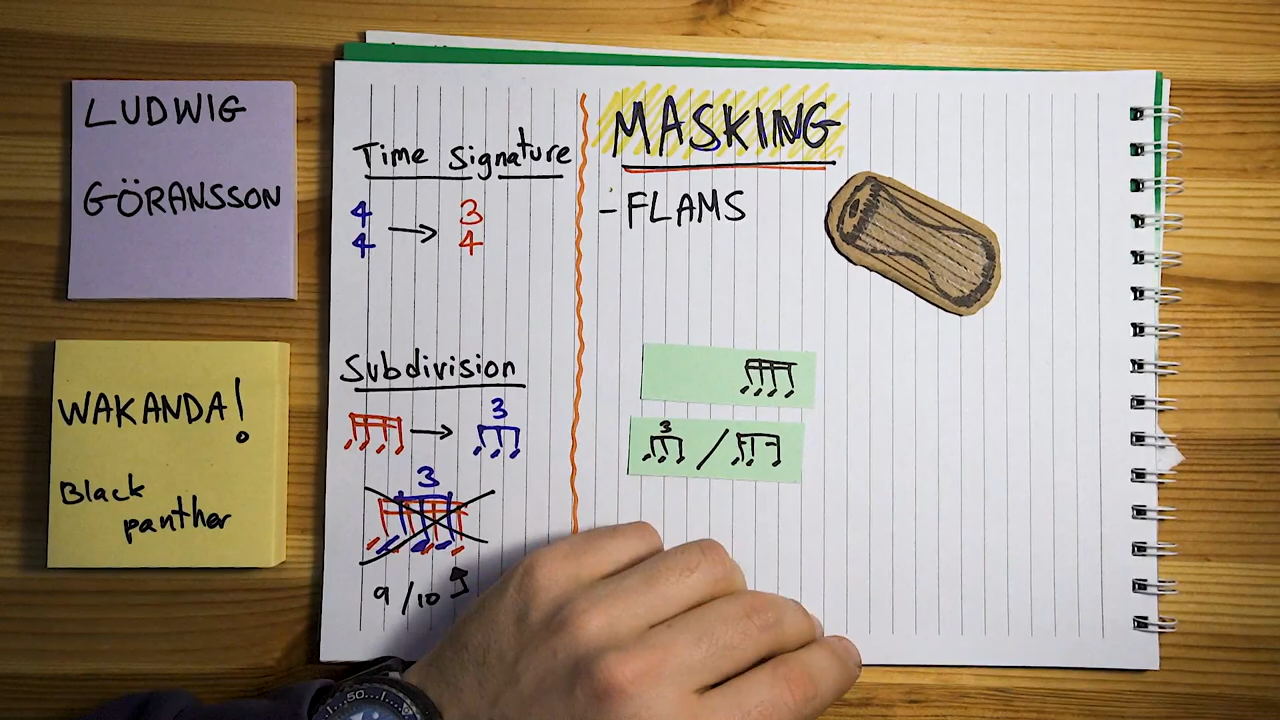 LUDWIG
GÖRANSSON
WAKANDA!
Black
panther
Time Signature
4 → 3
4 4
Subdivision
→ 3
3
9/10
MASKING
- FLAMS
3 /
50